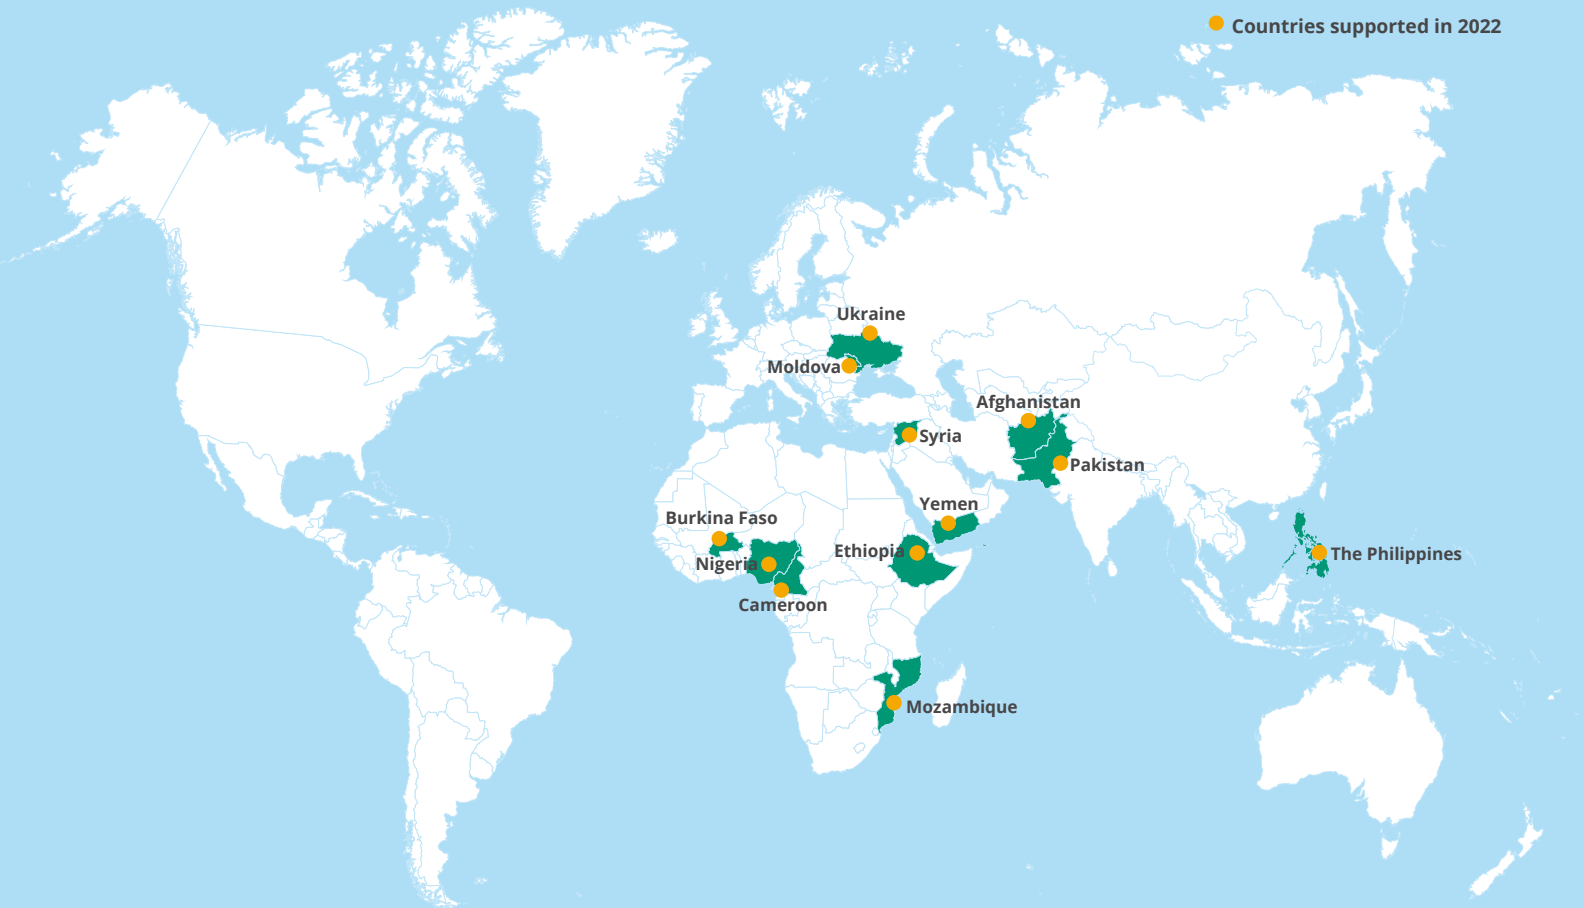 Countries supported in 2022
Ukraine
Moldova
Afghanistan
Syria
Pakistan
Yemen
Burkina Faso
Ethiopia
The Philippines
Nigeria
Cameroon
Mozambique